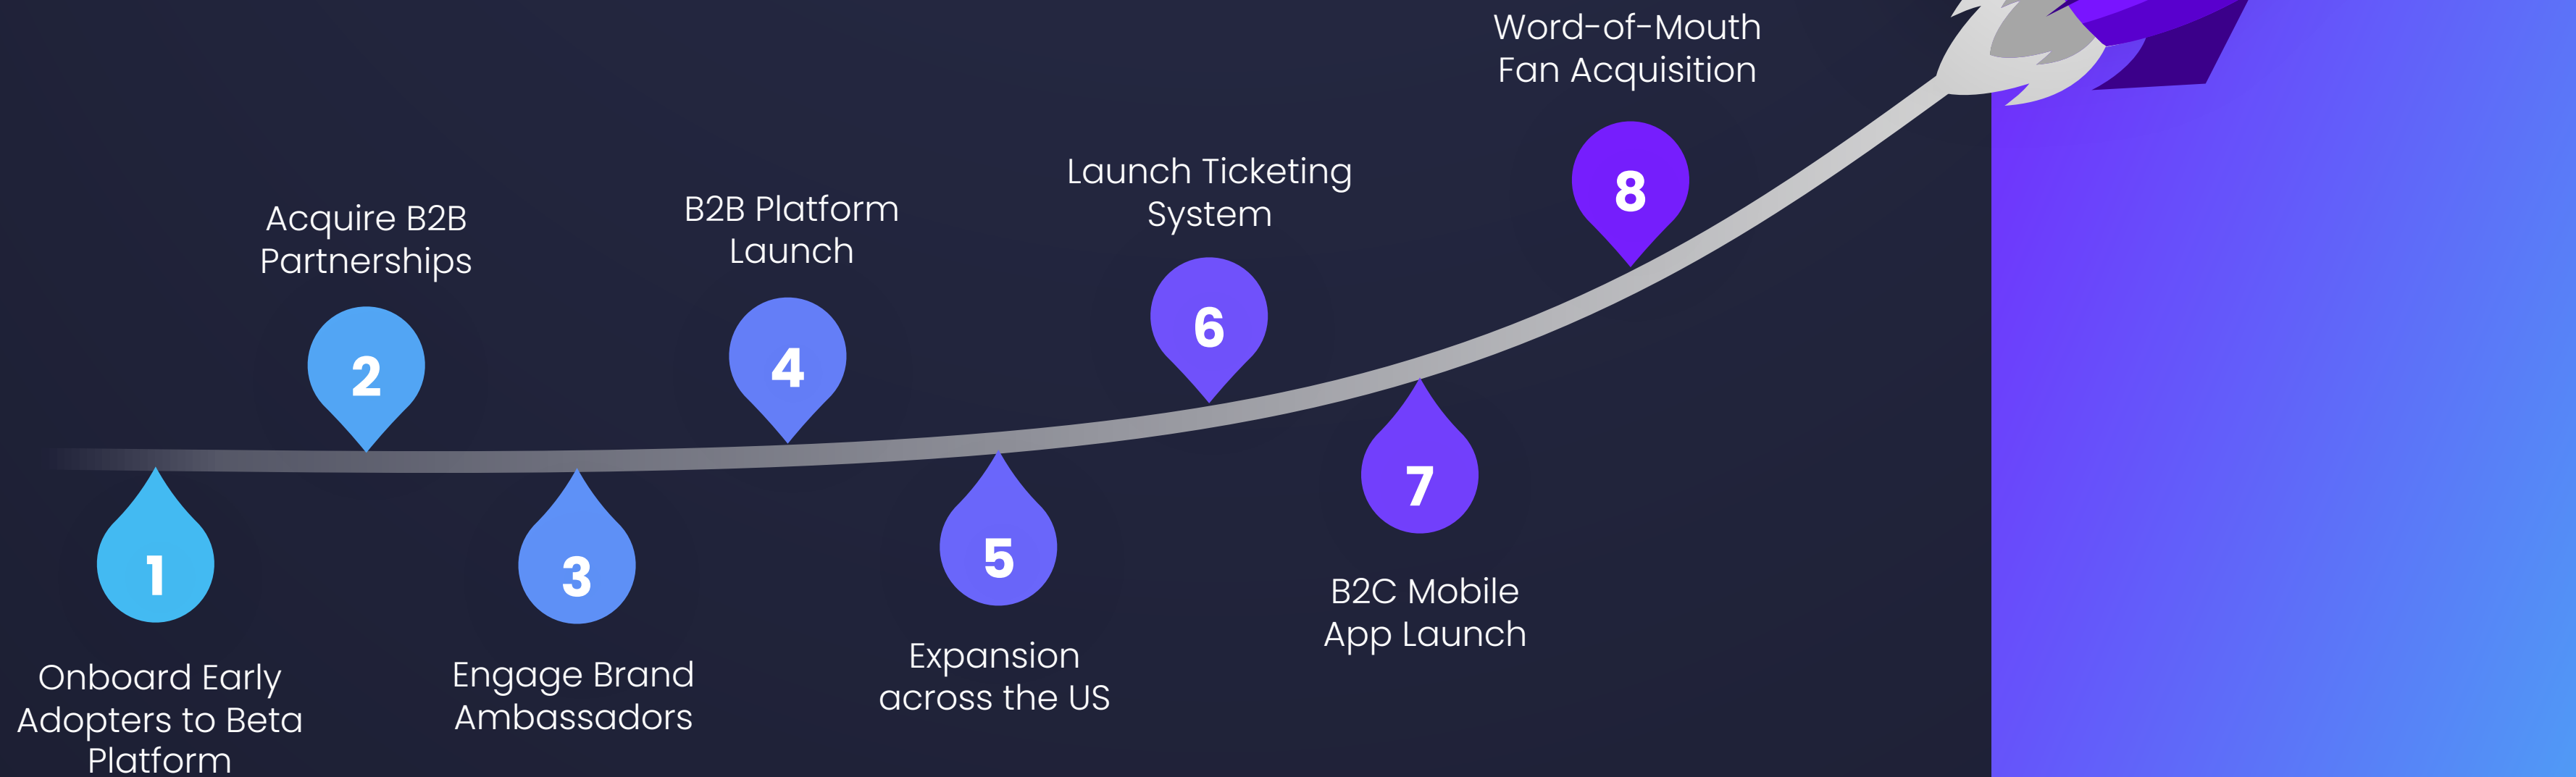 1
Onboard Early
Adopters to Beta
Platform
Acquire B2B
Partnerships
2
3
Engage Brand
Ambassadors
B2B Platform
Launch
4
5
Expansion
across the US
Launch Ticketing
System
6
7
B2C Mobile
App Launch
Word-of-Mouth
Fan Acquisition
8